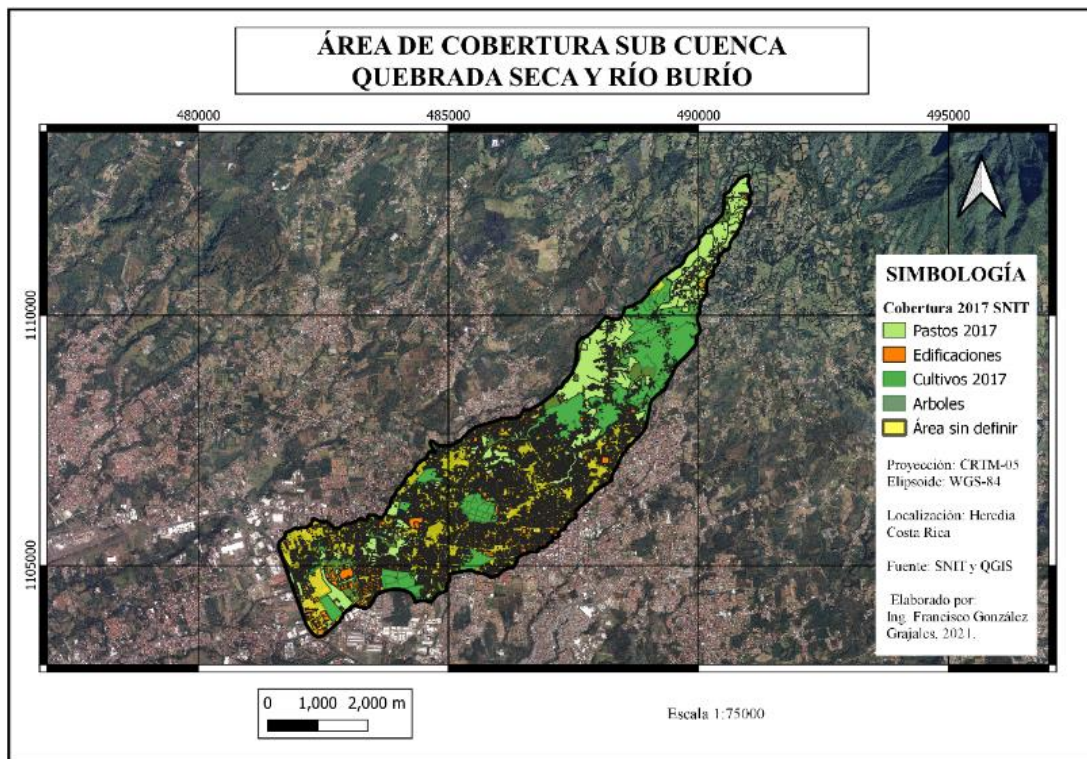 ÁREA DE COBERTURA SUB CUENCA
QUEBRADA SECA Y RÍO BURÍO
480000
485000
490000
495000
1110000
1105000
SIMBOLOGÍA
Cobertura 2017 SNIT
Pastos 2017
Edificaciones
Cultivos 2017
Arboles
Área sin definir
Proyección: CRTM-05
Elipsoide: WGS-84
Localización: Heredia
Costa Rica
Fuente: SNIT y QGIS
Elaborado por:
Ing. Francisco González
Grajales, 2021.
0 1,000 2,000 m
Escala 1:75000